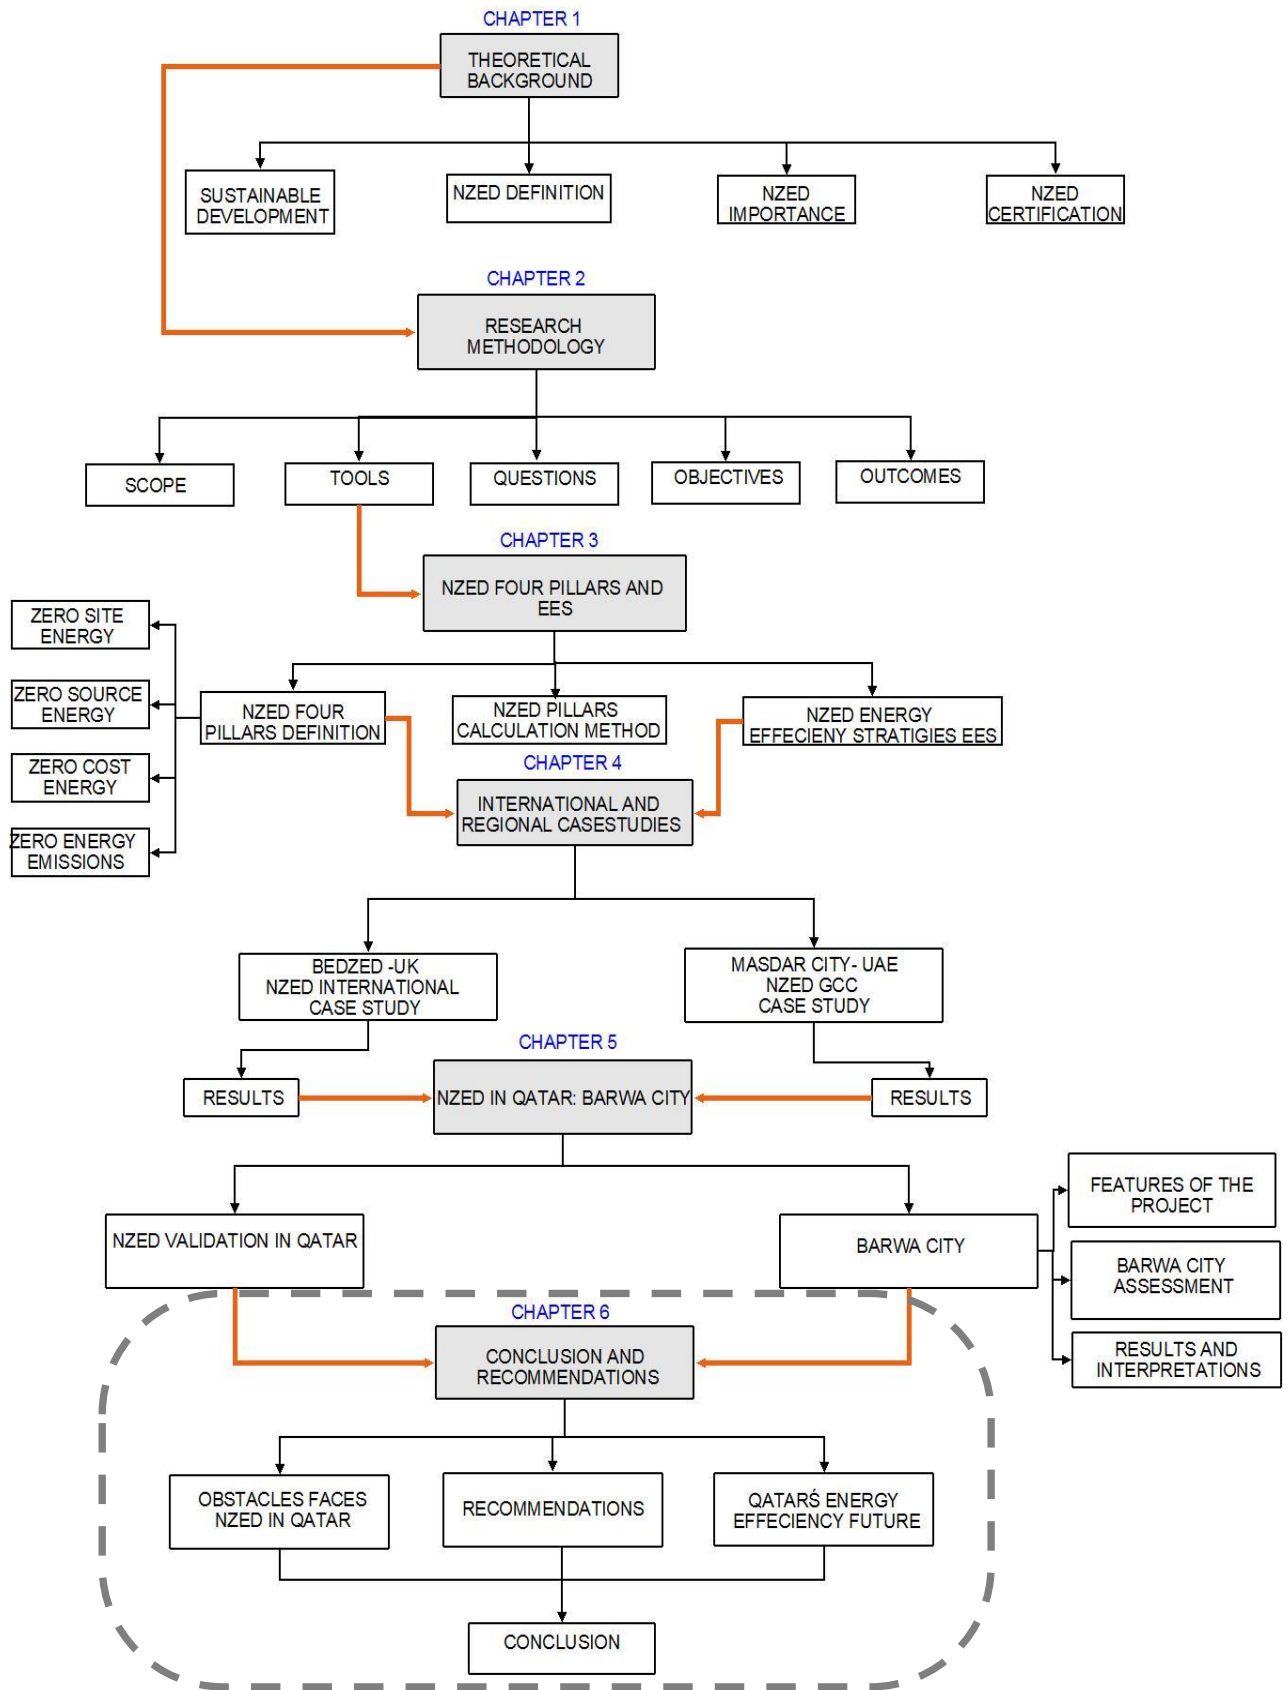 CHAPTER 1
THEORETICAL
BACKGROUND
SUSTAINABLE
DEVELOPMENT
NZED DEFINITION
NZED
IMPORTANCE
NZED
CERTIFICATION
CHAPTER 2
RESEARCH
METHODOLOGY
SCOPE
TOOLS
QUESTIONS
OBJECTIVES
OUTCOMES
CHAPTER 3
NZED FOUR PILLARS AND
EES
ZERO SITE
ENERGY
ZERO SOURCE
ENERGY
ZERO COST
ENERGY
ZERO ENERGY
EMISSIONS
NZED FOUR
PILLARS DEFINITION
NZED PILLARS
CALCULATION METHOD
NZED ENERGY
EFFECIENY STRATIGIES EES
CHAPTER 4
INTERNATIONAL AND
REGIONAL CASESTUDIES
BEDZED -UK
NZED INTERNATIONAL
CASE STUDY
MASDAR CITY- UAE
NZED GCC
CASE STUDY
CHAPTER 5
RESULTS
NZED IN QATAR: BARWA CITY
RESULTS
NZED VALIDATION IN QATAR
BARWA CITY
FEATURES OF THE
PROJECT
BARWA CITY
ASSESSMENT
RESULTS AND
INTERPRETATIONS
CHAPTER 6
CONCLUSION AND
RECOMMENDATIONS
OBSTACLES FACES
NZED IN QATAR
RECOMMENDATIONS
QATARŚ ENERGY
EFFECIENCY FUTURE
CONCLUSION